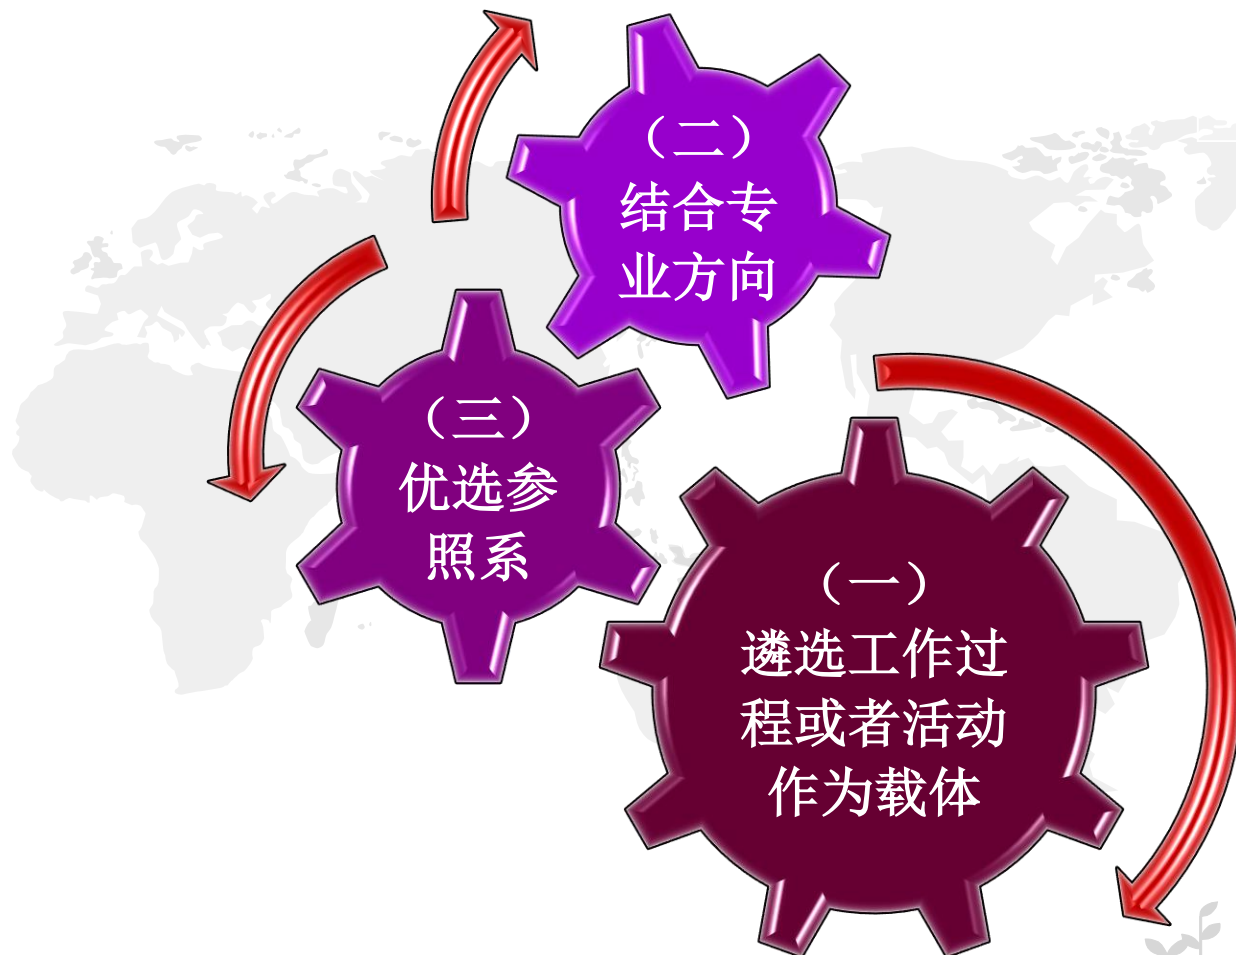 （二）
结合专
业方向
（三）
优选参
照系
（一）
遴选工作过
程或者活动
作为载体